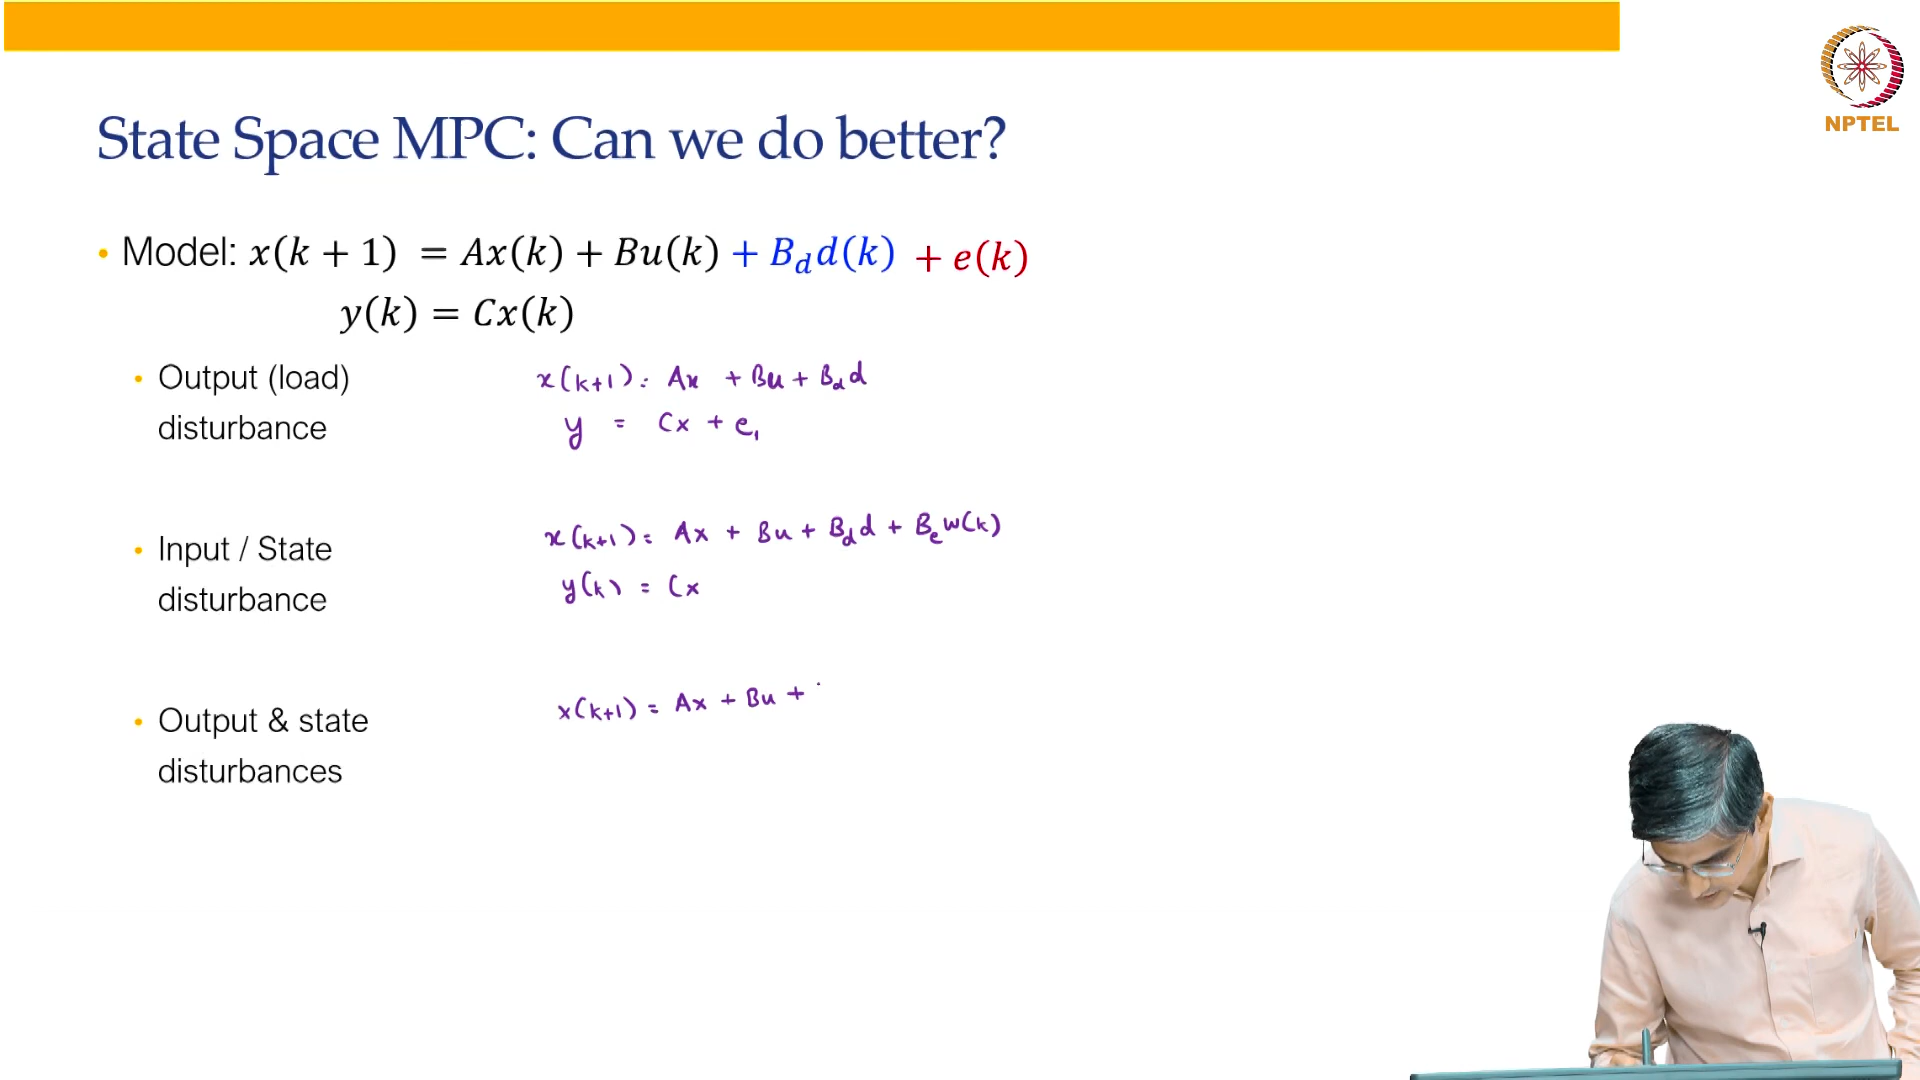 NPTEL
State Space MPC: Can we do better?
• Model: x(k + 1) = Ax(k) + Bu(k) + B_d d(k) + e(k)
y(k) = Cx(k)
• Output (load)
disturbance
x(k+1) = Ax + Bu + B_d d
y = Cx + e_1
• Input / State
disturbance
x(k+1) = Ax + Bu + B_d d + B_e w(k)
y(k) = Cx
• Output & state
disturbances
x(k+1) = Ax + Bu +